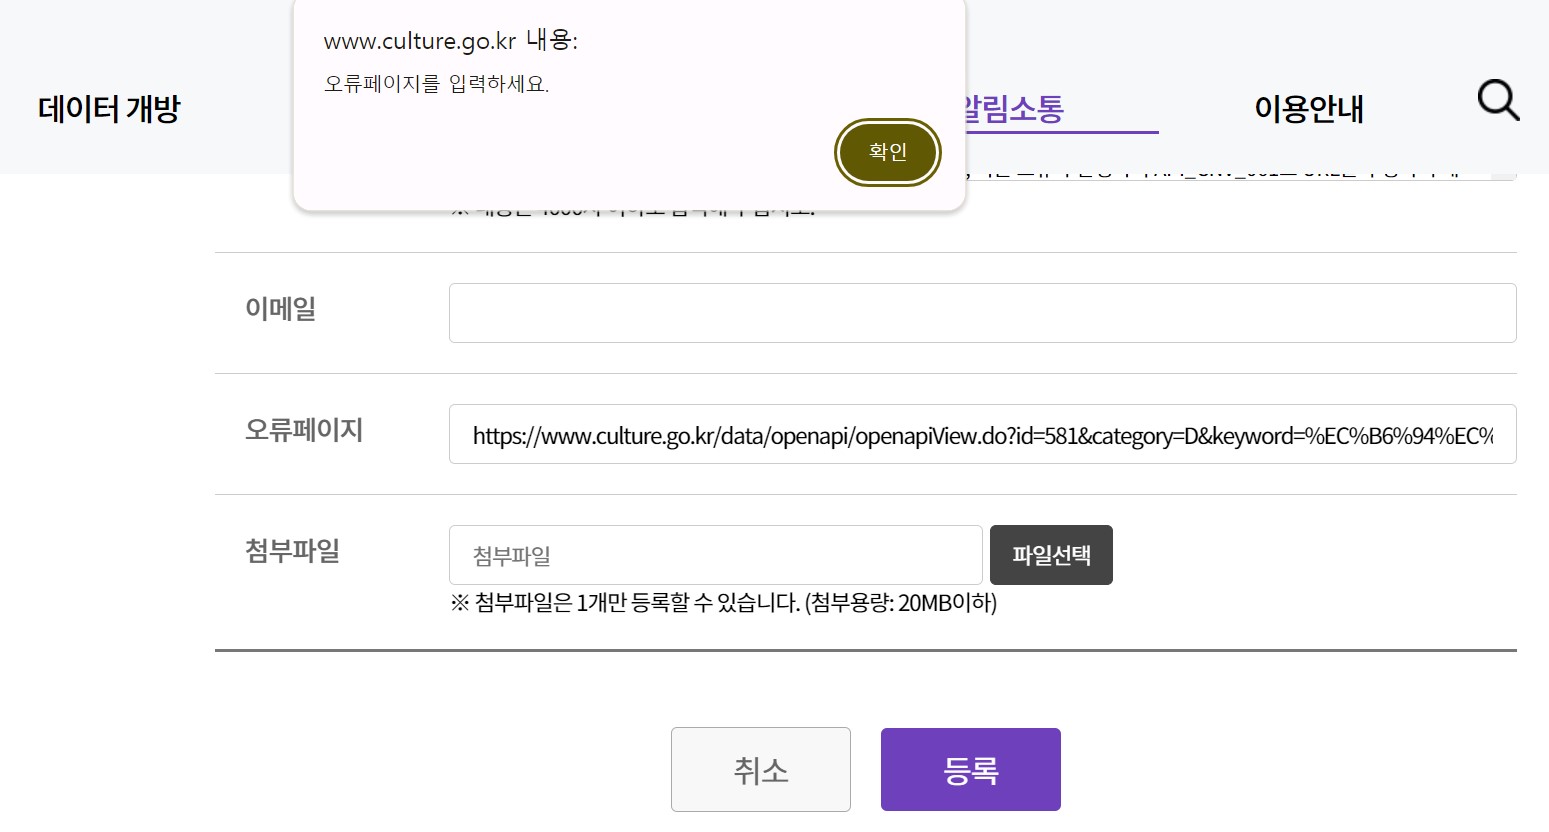 www.culture.go.kr 내용:
오류페이지를 입력하세요.
확인
데이터 개방
알림소통
이용안내
이메일
오류페이지
https://www.culture.go.kr/data/openapi/openapiView.do?id=581&category=D&keyword=%EC%B6%94%EC%
첨부파일
첨부파일
파일선택
※ 첨부파일은 1개만 등록할 수 있습니다. (첨부용량: 20MB이하)
취소
등록